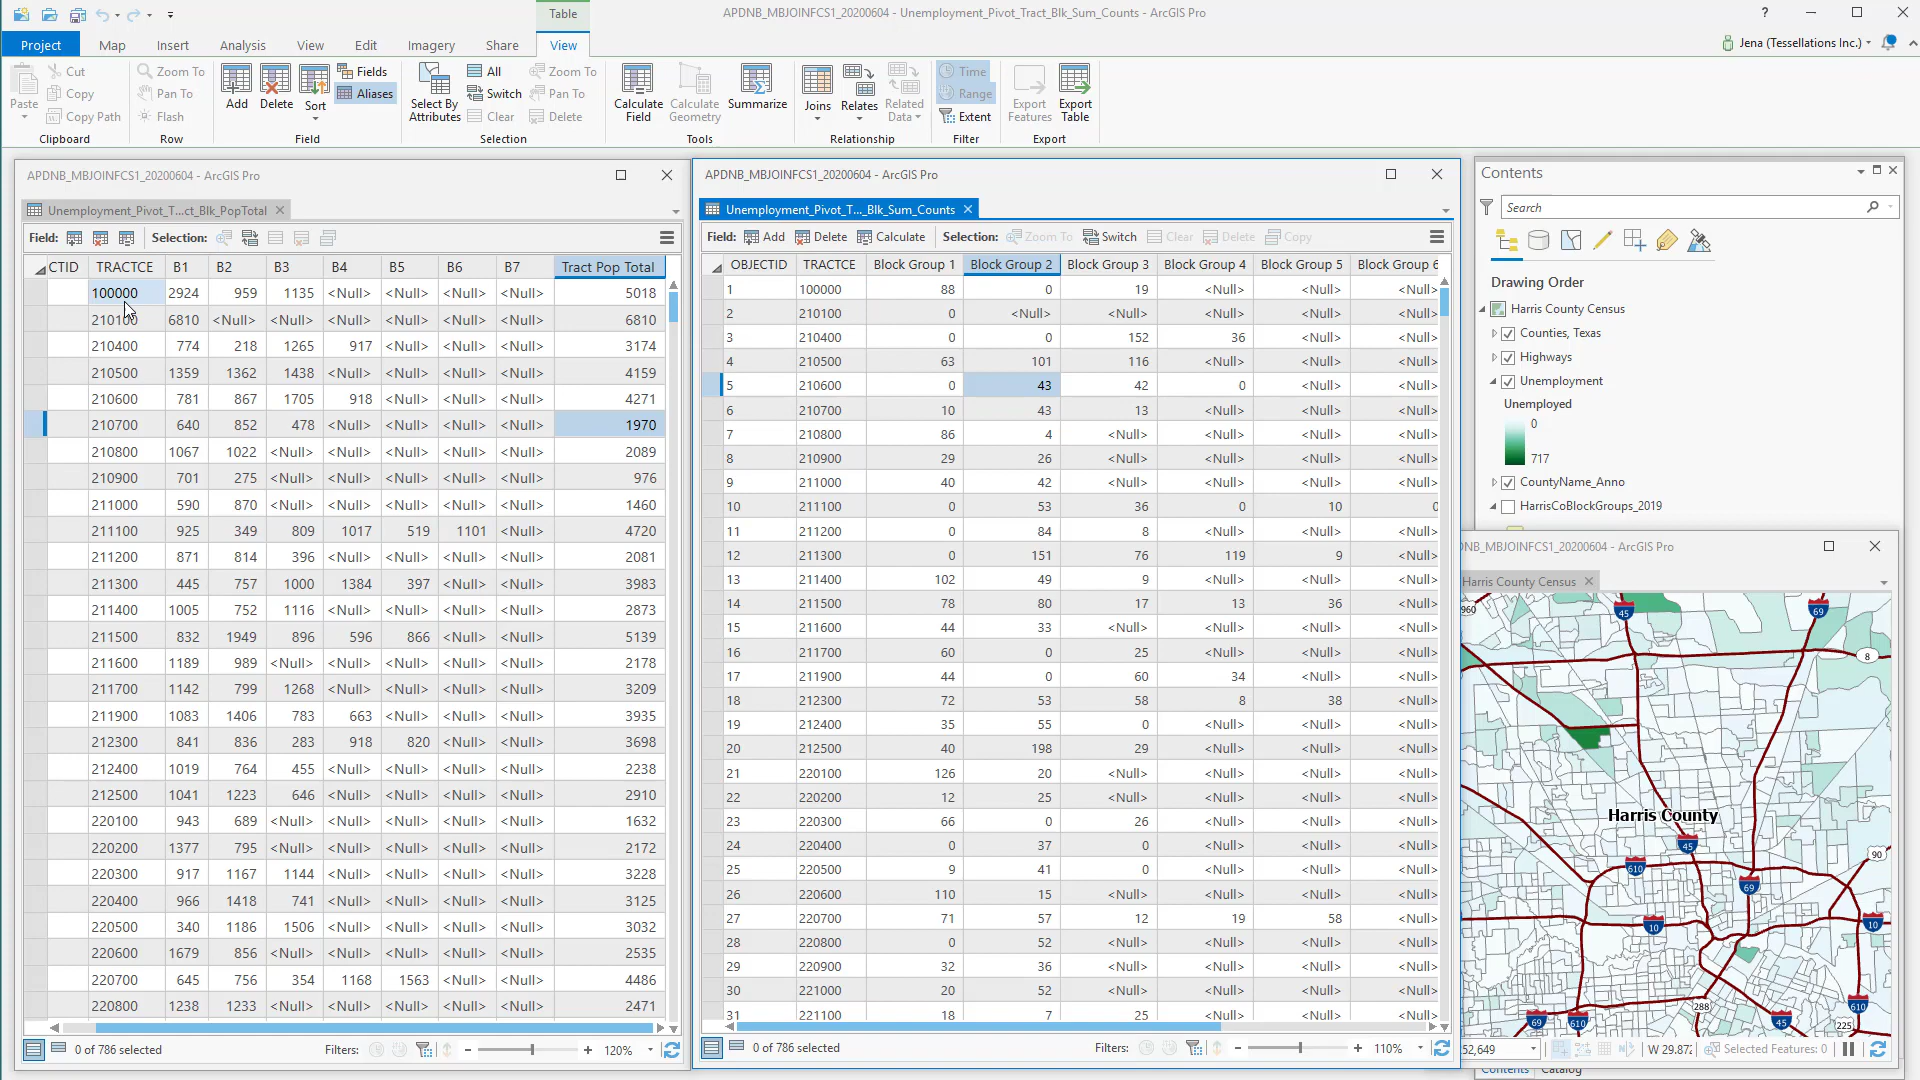 Table
APDNB_MBJOINFCS1_20200604 - Unemployment_Pivot_Tract_Blk_Sum_Counts - ArcGIS Pro
?
Project Map Insert Analysis View Edit Imagery Share View
Jena (Tessellations Inc.)
Paste Cut Copy Copy Path Clipboard
Zoom To Pan To Flash Row
Add Delete Sort Fields Aliases Field
Select By Attributes All Switch Clear Zoom To Pan To Delete Selection
Calculate Field Calculate Geometry Summarize Tools
Joins Relates Related Data Relationship
Time Range Extent Filter
Export Features Export Table Export
APDNB_MBJOINFCS1_20200604 - ArcGIS Pro
Unemployment_Pivot_T...ct_Blk_PopTotal
Field: Selection:
CTID TRACTCE B1 B2 B3 B4 B5 B6 B7 Tract Pop Total
100000 2924 959 1135 <Null> <Null> <Null> <Null> 5018
210100 6810 <Null> <Null> <Null> <Null> <Null> <Null> 6810
210400 774 218 1265 917 <Null> <Null> <Null> 3174
210500 1359 1362 1438 <Null> <Null> <Null> <Null> 4159
210600 781 867 1705 918 <Null> <Null> <Null> 4271
210700 640 852 478 <Null> <Null> <Null> <Null> 1970
210800 1067 1022 <Null> <Null> <Null> <Null> <Null> 2089
210900 701 275 <Null> <Null> <Null> <Null> <Null> 976
211000 590 870 <Null> <Null> <Null> <Null> <Null> 1460
211100 925 349 809 1017 519 1101 <Null> 4720
211200 871 814 396 <Null> <Null> <Null> <Null> 2081
211300 445 757 1000 1384 397 <Null> <Null> 3983
211400 1005 752 1116 <Null> <Null> <Null> <Null> 2873
211500 832 1949 896 596 866 <Null> <Null> 5139
211600 1189 989 <Null> <Null> <Null> <Null> <Null> 2178
211700 1142 799 1268 <Null> <Null> <Null> <Null> 3209
211900 1083 1406 783 663 <Null> <Null> <Null> 3935
212300 841 836 283 918 820 <Null> <Null> 3698
212400 1019 764 455 <Null> <Null> <Null> <Null> 2238
212500 1041 1223 646 <Null> <Null> <Null> <Null> 2910
220100 943 689 <Null> <Null> <Null> <Null> <Null> 1632
220200 1377 795 <Null> <Null> <Null> <Null> <Null> 2172
220300 917 1167 1144 <Null> <Null> <Null> <Null> 3228
220400 966 1418 741 <Null> <Null> <Null> <Null> 3125
220500 340 1186 1506 <Null> <Null> <Null> <Null> 3032
220600 1679 856 <Null> <Null> <Null> <Null> <Null> 2535
220700 645 756 354 1168 1563 <Null> <Null> 4486
220800 1238 1233 <Null> <Null> <Null> <Null> <Null> 2471
0 of 786 selected Filters: - + 120%
APDNB_MBJOINFCS1_20200604 - ArcGIS Pro
Unemployment_Pivot_T..._Blk_Sum_Counts
Field: Add Delete Calculate Selection: Zoom To Switch Clear Delete Copy
OBJECTID TRACTCE Block Group 1 Block Group 2 Block Group 3 Block Group 4 Block Group 5 Block Group 6
1 100000 88 0 19 <Null> <Null> <Null>
2 210100 0 <Null> <Null> <Null> <Null> <Null>
3 210400 0 0 152 36 <Null> <Null>
4 210500 63 101 116 <Null> <Null> <Null>
5 210600 0 43 42 0 <Null> <Null>
6 210700 10 43 13 <Null> <Null> <Null>
7 210800 86 4 <Null> <Null> <Null> <Null>
8 210900 29 26 <Null> <Null> <Null> <Null>
9 211000 40 42 <Null> <Null> <Null> <Null>
10 211100 0 53 36 0 10 0
11 211200 0 84 8 <Null> <Null> <Null>
12 211300 0 151 76 119 9 <Null>
13 211400 102 49 9 <Null> <Null> <Null>
14 211500 78 80 17 13 36 <Null>
15 211600 44 33 <Null> <Null> <Null> <Null>
16 211700 60 0 25 <Null> <Null> <Null>
17 211900 44 0 60 34 <Null> <Null>
18 212300 72 53 58 8 38 <Null>
19 212400 35 55 0 <Null> <Null> <Null>
20 212500 40 198 29 <Null> <Null> <Null>
21 220100 126 20 <Null> <Null> <Null> <Null>
22 220200 12 25 <Null> <Null> <Null> <Null>
23 220300 66 0 26 <Null> <Null> <Null>
24 220400 0 37 0 <Null> <Null> <Null>
25 220500 9 41 0 <Null> <Null> <Null>
26 220600 110 15 <Null> <Null> <Null> <Null>
27 220700 71 57 12 19 58 <Null>
28 220800 0 52 <Null> <Null> <Null> <Null>
29 220900 32 36 <Null> <Null> <Null> <Null>
30 221000 20 52 <Null> <Null> <Null> <Null>
31 221100 18 7 25 <Null> <Null> <Null>
0 of 786 selected Filters: - + 110%
Contents
Search
Drawing Order
Harris County Census
Counties, Texas
Highways
Unemployment
Unemployed
0
717
CountyName_Anno
HarrisCoBlockGroups_2019
DNB_MBJOINFCS1_20200604 - ArcGIS Pro
Harris County Census
960 45 69
8
Harris County
45 90
610
69
10 10
288 610
69 610 45 225
52,649 W 29.872 Selected Features: 0
Contents Catalog